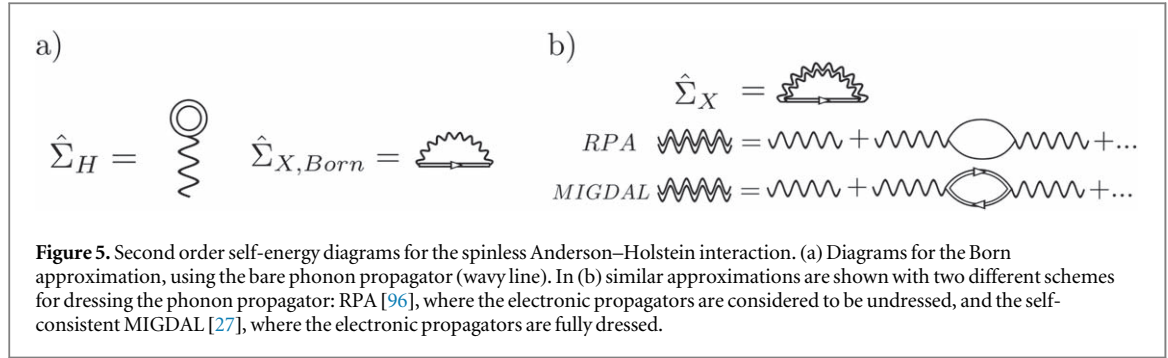 a)
b)
Σ̂_H =
Σ̂_{X,Born} =
Σ̂_X =
RPA = + +...
MIGDAL = + +...
Figure 5. Second order self-energy diagrams for the spinless Anderson–Holstein interaction. (a) Diagrams for the Born
approximation, using the bare phonon propagator (wavy line). In (b) similar approximations are shown with two different schemes
for dressing the phonon propagator: RPA [96], where the electronic propagators are considered to be undressed, and the self-
consistent MIGDAL [27], where the electronic propagators are fully dressed.